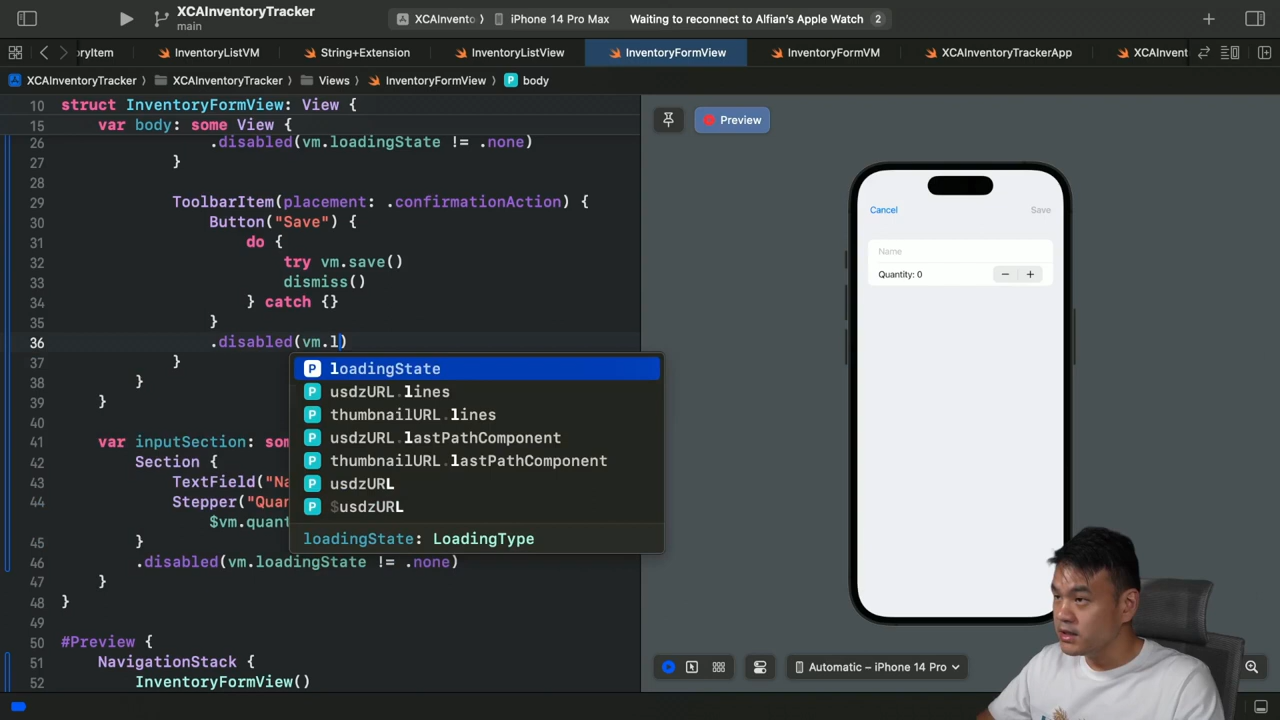 XCAInventoryTracker
main
XCAInvento
iPhone 14 Pro Max
Waiting to reconnect to Alfian's Apple Watch
2
ryItem
InventoryListVM
String+Extension
InventoryListView
InventoryFormView
InventoryFormVM
XCAInventoryTrackerApp
XCAInvent
XCAInventoryTracker
XCAInventoryTracker
Views
InventoryFormView
P body
10 struct InventoryFormView: View {
15 var body: some View {
26 .disabled(vm.loadingState != .none)
27 }
28
29 ToolbarItem(placement: .confirmationAction) {
30 Button("Save") {
31 do {
32 try vm.save()
33 dismiss()
34 } catch {}
35 }
36 .disabled(vm.l)
37 }
38 }
39 }
40
41 var inputSection: som
42 Section {
43 TextField("Na
44 Stepper("Quan
$vm.quant
45 }
46 .disabled(vm.loadingState != .none)
47 }
48 }
49
50 #Preview {
51 NavigationStack {
52 InventoryFormView()
P loadingState
P usdzURL.lines
P thumbnailURL.lines
P usdzURL.lastPathComponent
P thumbnailURL.lastPathComponent
P usdzURL
P $usdzURL
loadingState: LoadingType
Preview
Cancel
Save
Name
Quantity: 0
Automatic – iPhone 14 Pro